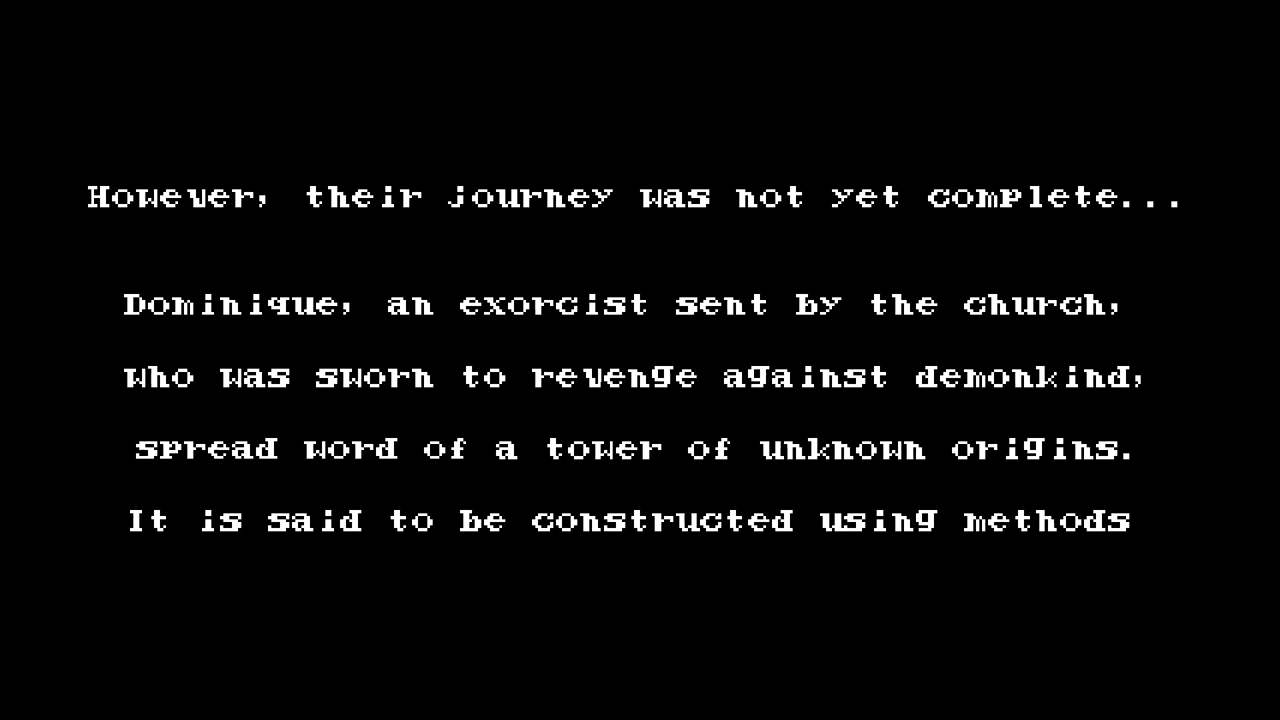 However, their journey was not yet complete...
Dominique, an exorcist sent by the church,
who was sworn to revenge against demonkind,
spread word of a tower of unknown origins.
It is said to be constructed using methods